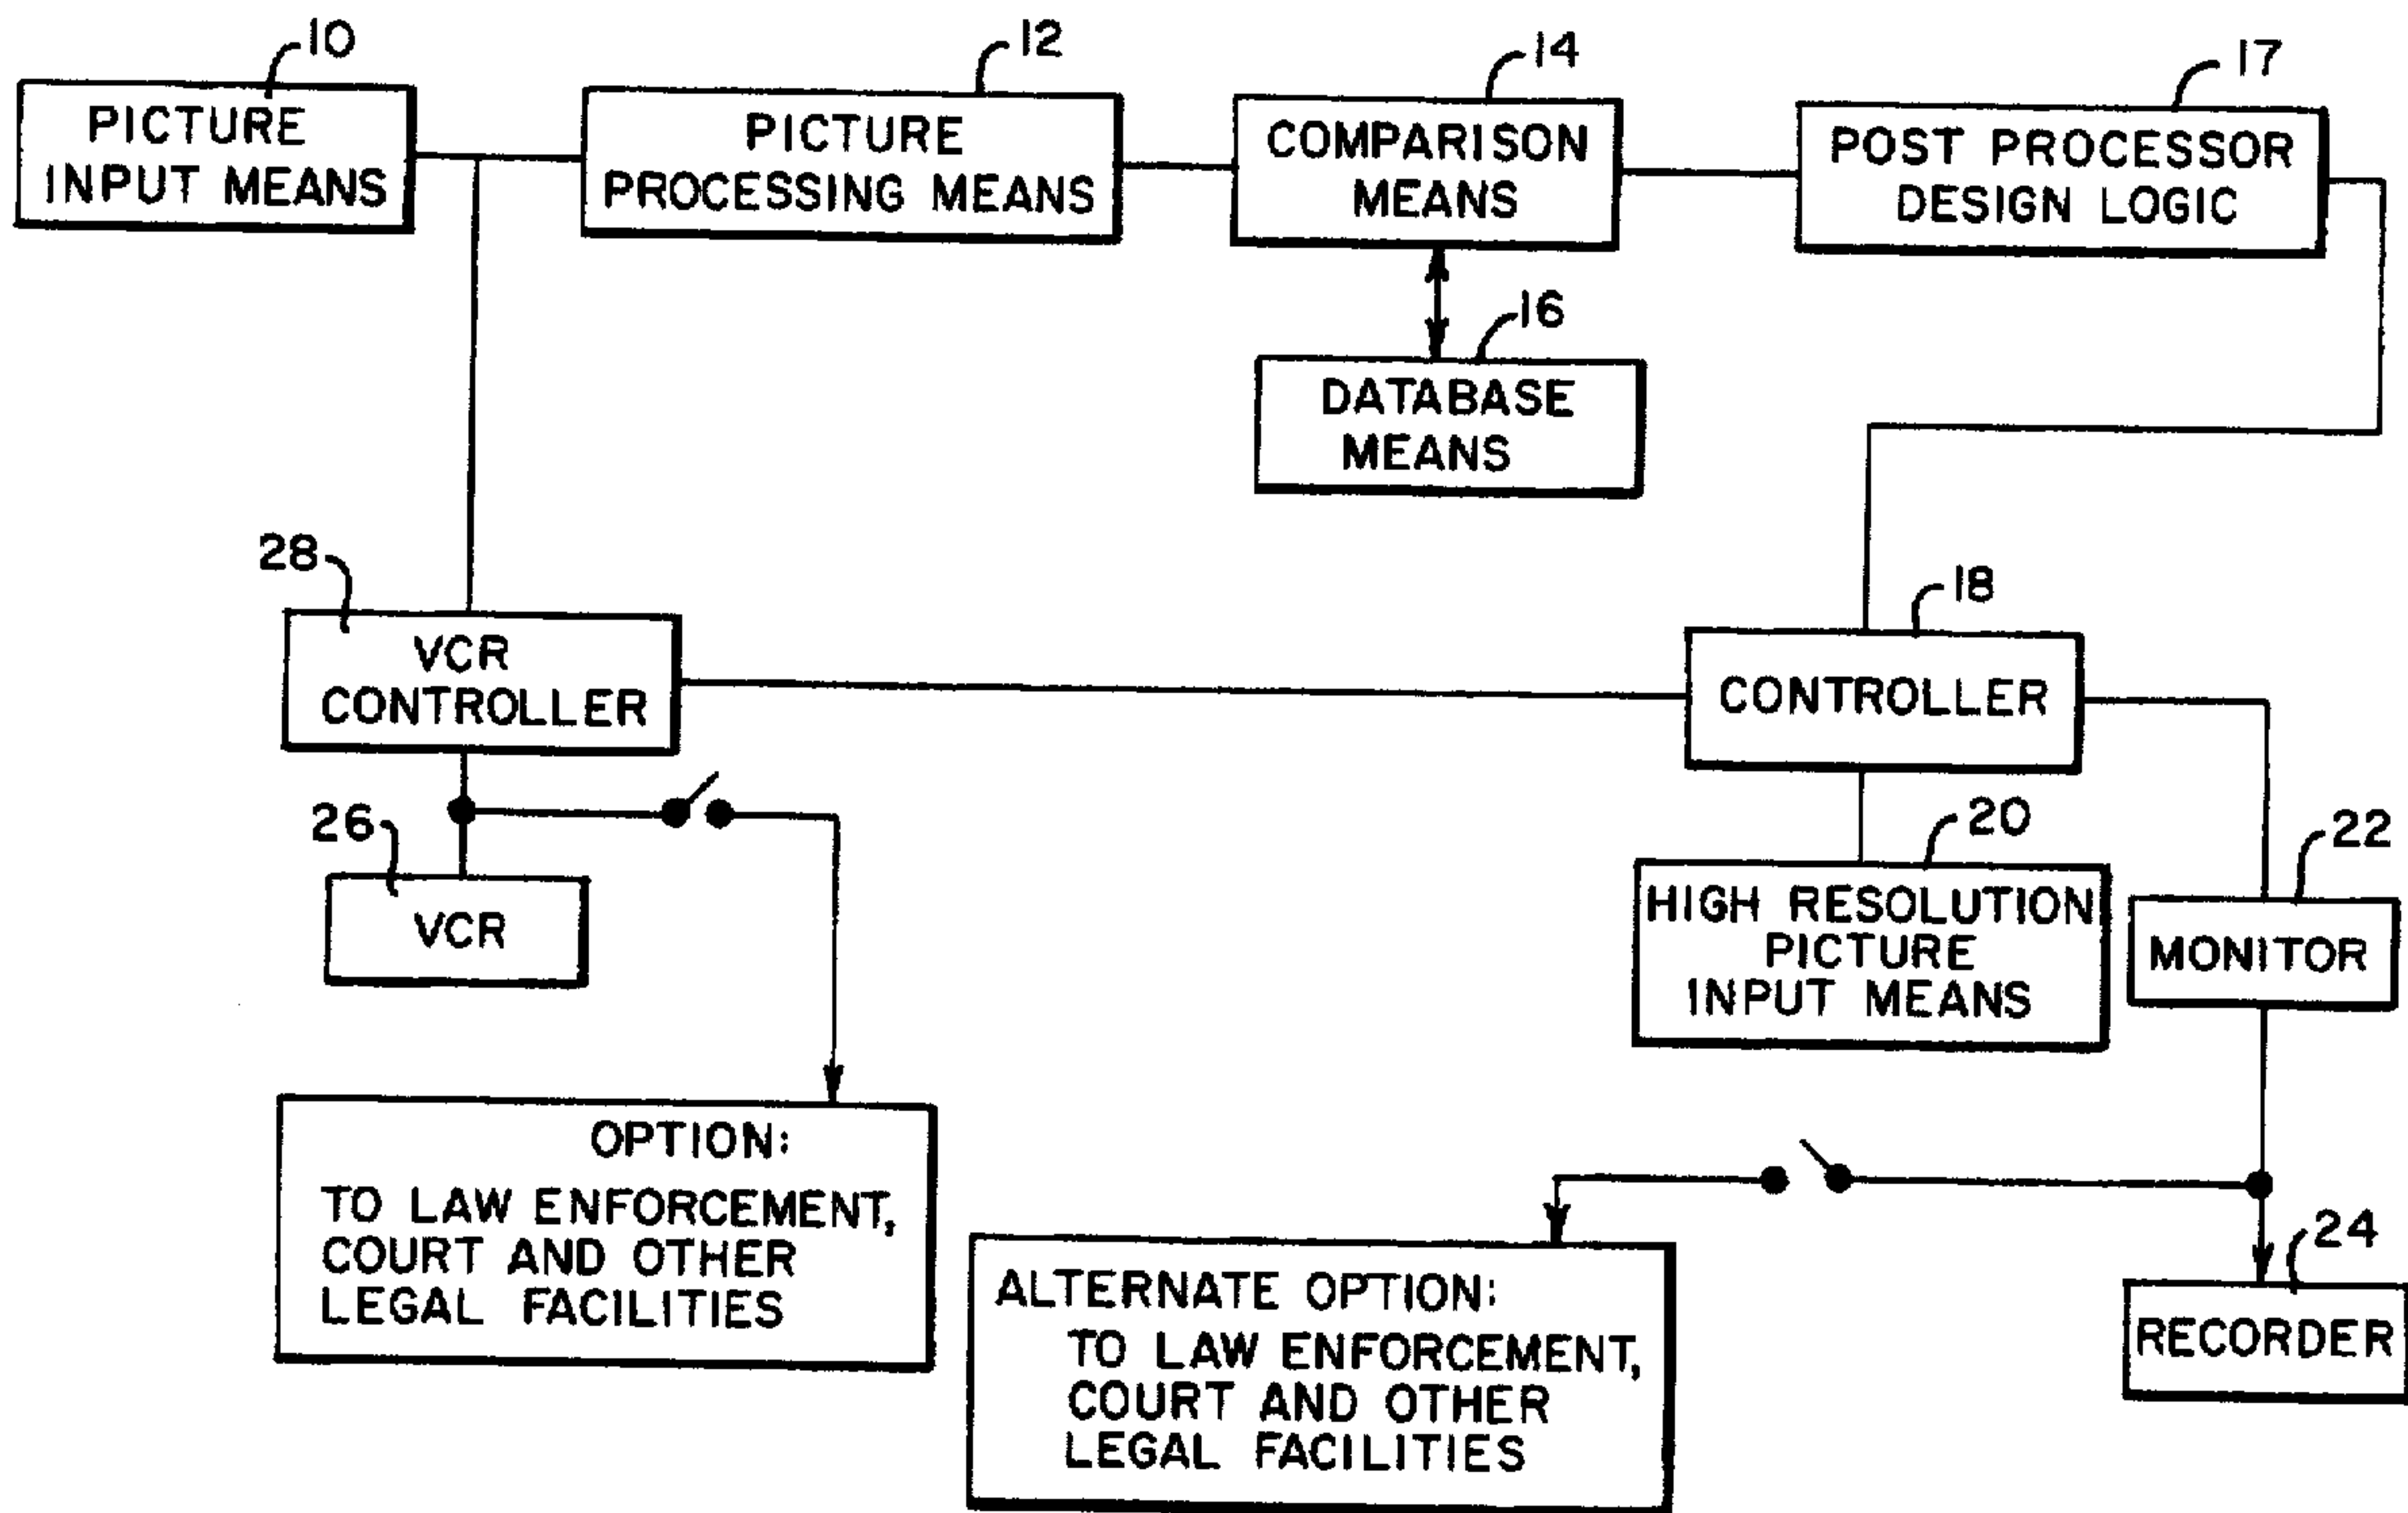 10
PICTURE
INPUT MEANS
12
PICTURE
PROCESSING MEANS
14
COMPARISON
MEANS
17
POST PROCESSOR
DESIGN LOGIC
16
DATABASE
MEANS
28
VCR
CONTROLLER
18
CONTROLLER
26
VCR
20
HIGH RESOLUTION
PICTURE
INPUT MEANS
22
MONITOR
OPTION:
TO LAW ENFORCEMENT,
COURT AND OTHER
LEGAL FACILITIES
ALTERNATE OPTION:
TO LAW ENFORCEMENT,
COURT AND OTHER
LEGAL FACILITIES
24
RECORDER